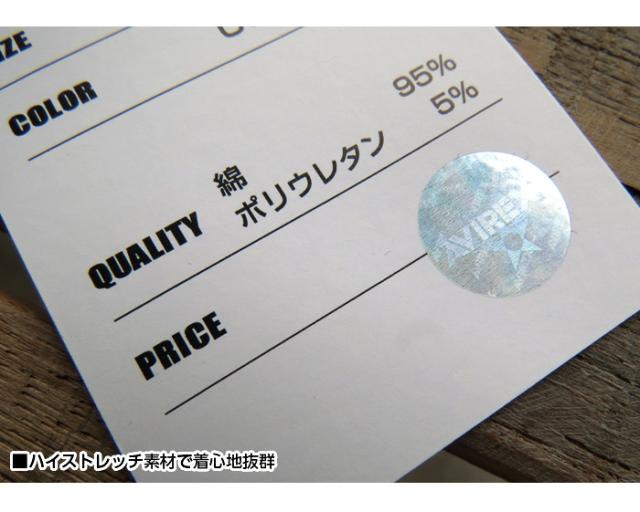 COLOR
QUALITY 綿 95%
ポリウレタン 5%
AVIREX
PRICE
■ハイストレッチ素材で着心地抜群